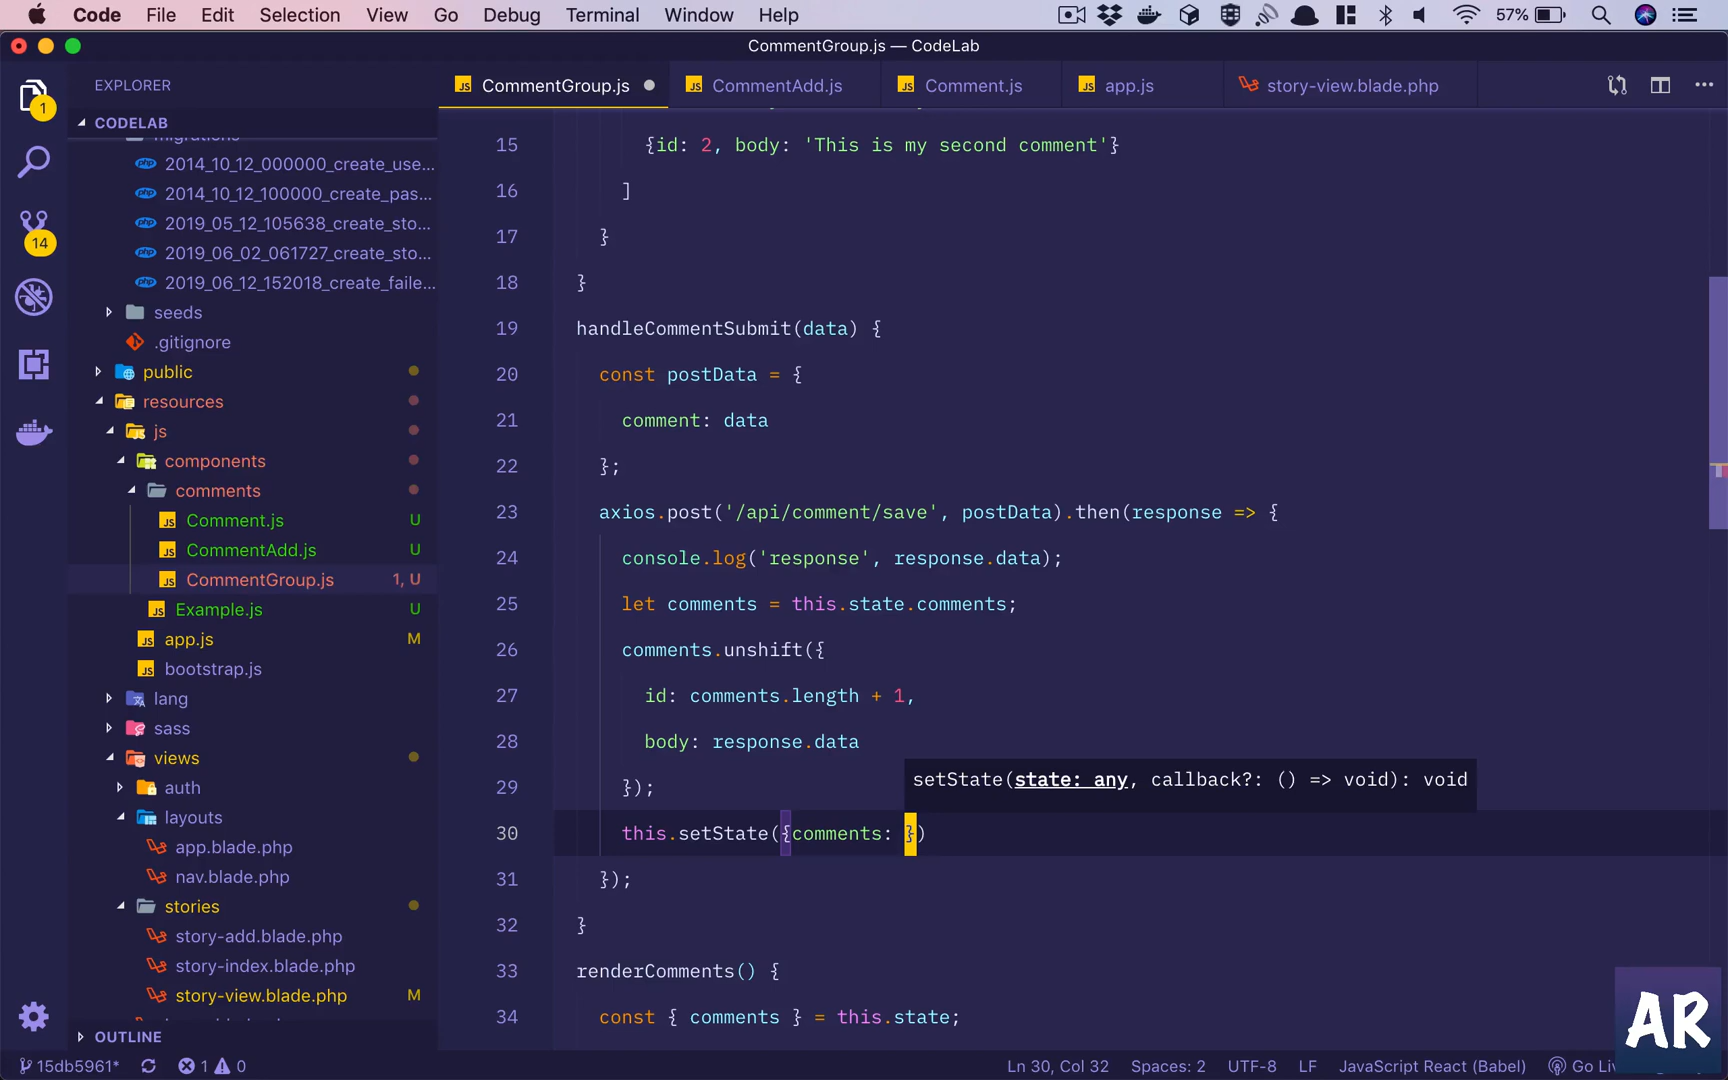 Code File Edit Selection View Go Debug Terminal Window Help 57%
CommentGroup.js — CodeLab
EXPLORER
CommentGroup.js CommentAdd.js Comment.js app.js story-view.blade.php
CODELAB
migrations
2014_10_12_000000_create_use...
2014_10_12_100000_create_pas...
2019_05_12_105638_create_sto...
2019_06_02_061727_create_sto...
2019_06_12_152018_create_faile...
seeds
.gitignore
public
resources
js
components
comments
Comment.js U
CommentAdd.js U
CommentGroup.js 1, U
Example.js U
app.js M
bootstrap.js
lang
sass
views
auth
layouts
app.blade.php
nav.blade.php
stories
story-add.blade.php
story-index.blade.php
story-view.blade.php M
OUTLINE
1
14
15 {id: 2, body: 'This is my second comment'}
16 ]
17 }
18 }
19 handleCommentSubmit(data) {
20 const postData = {
21 comment: data
22 };
23 axios.post('/api/comment/save', postData).then(response => {
24 console.log('response', response.data);
25 let comments = this.state.comments;
26 comments.unshift({
27 id: comments.length + 1,
28 body: response.data
29 });
setState(state: any, callback?: () => void): void
30 this.setState({comments: })
31 });
32 }
33 renderComments() {
34 const { comments } = this.state;
AR
15db5961* 1 0 Ln 30, Col 32 Spaces: 2 UTF-8 LF JavaScript React (Babel) Go Li